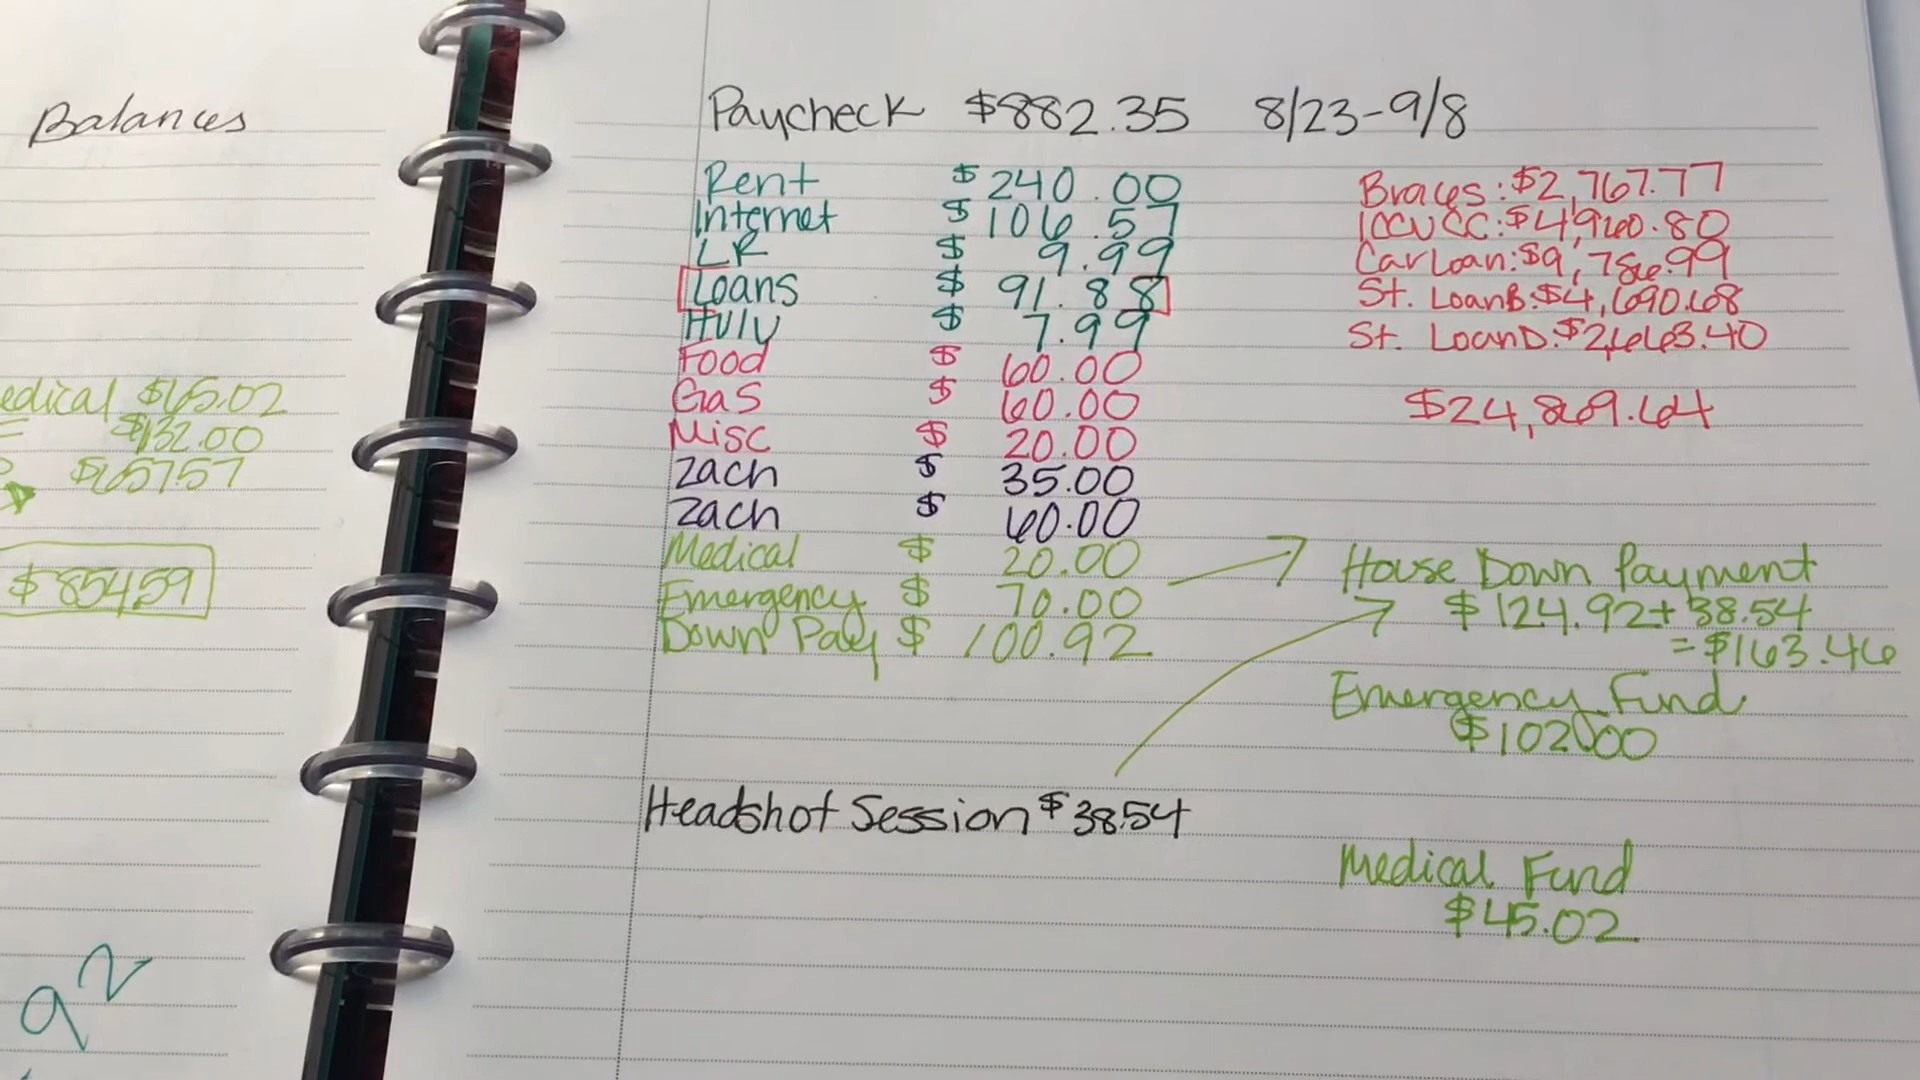 Balances
edical $65.02
$132.00
$657.57
$854.59
92
Paycheck $882.35 8/23-9/8
Rent $240.00
Internet $106.57
LR $9.99
Loans $91.88
Hulu $7.99
Food $60.00
Gas $60.00
Misc $20.00
Zach $35.00
Zach $60.00
Medical $20.00
Emergency $70.00
Down Pay $100.92
Headshot Session $38.54
Braces: $2,767.77
ICCU CC: $4,960.80
Car Loan: $9,786.99
St. Loan B: $4,690.68
St. Loan D: $2,663.40
$24,869.64
House Down Payment
$124.92 + 38.54
= $163.46
Emergency Fund
$102.00
Medical Fund
$45.02